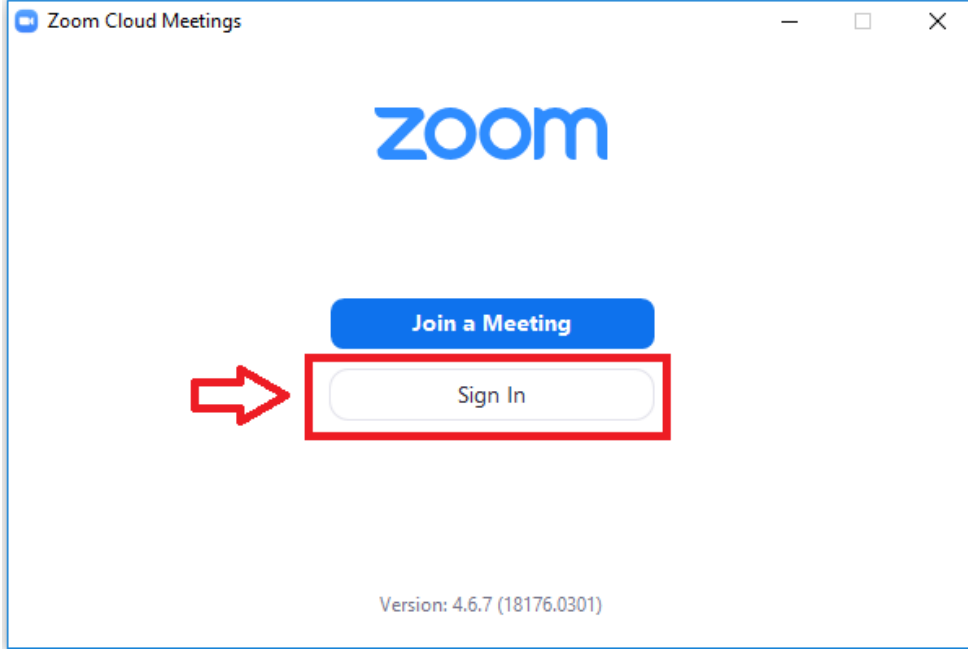 Zoom Cloud Meetings
zoom
Join a Meeting
Sign In
Version: 4.6.7 (18176.0301)